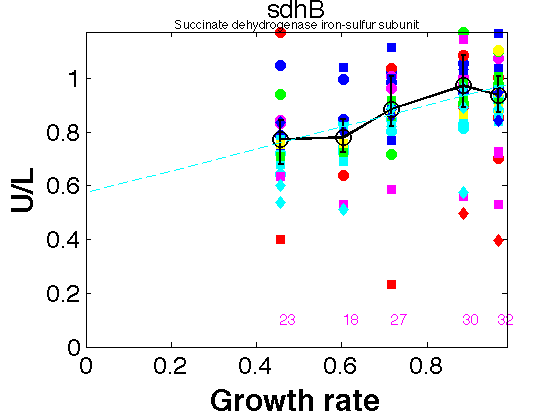 sdhB
Succinate dehydrogenase iron-sulfur subunit
1
0.8
0.6
0.4
0.2
0
U/L
23 18 27 30 32
0 0.2 0.4 0.6 0.8
Growth rate